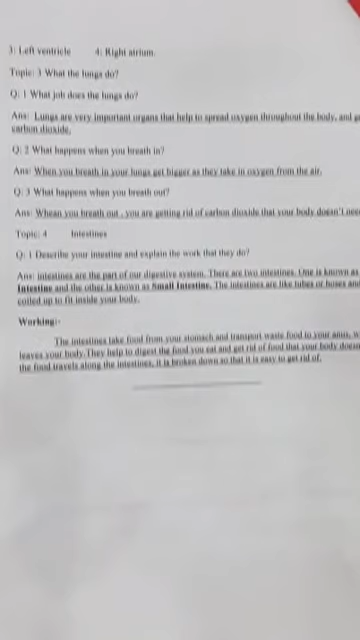 3: Left ventricle 4: Right atrium.
Topic: 3 What the lungs do?
Q: 1 What job does the lungs do?
Ans: Lungs are very important organs that help to spread oxygen throughout the body, and
carbon dioxide.
Q: 2 What happens when you breath in?
Ans: When you breath in your lungs get bigger as they take in oxygen from the air.
Q: 3 What happens when you breath out?
Ans: Whean you breath out , you are getting rid of carbon dioxide that your body doesn't
Topic: 4 Intestines
Q: 1 Describe your intestine and explain the work that they do?
Ans: intestines are the part of our digestive system. There are two intestines. One is known as
Intestine and the other is known as Small Intestine. The intestines are like tubes or hoses and
coiled up to fit inside your body.
Working:-
The intestines take food from your stomach and transport waste food to your anus,
leaves your body.They help to digest the food you eat and get rid of food that your body
the food travels along the intestines, it is broken down so that it is easy to get rid of.